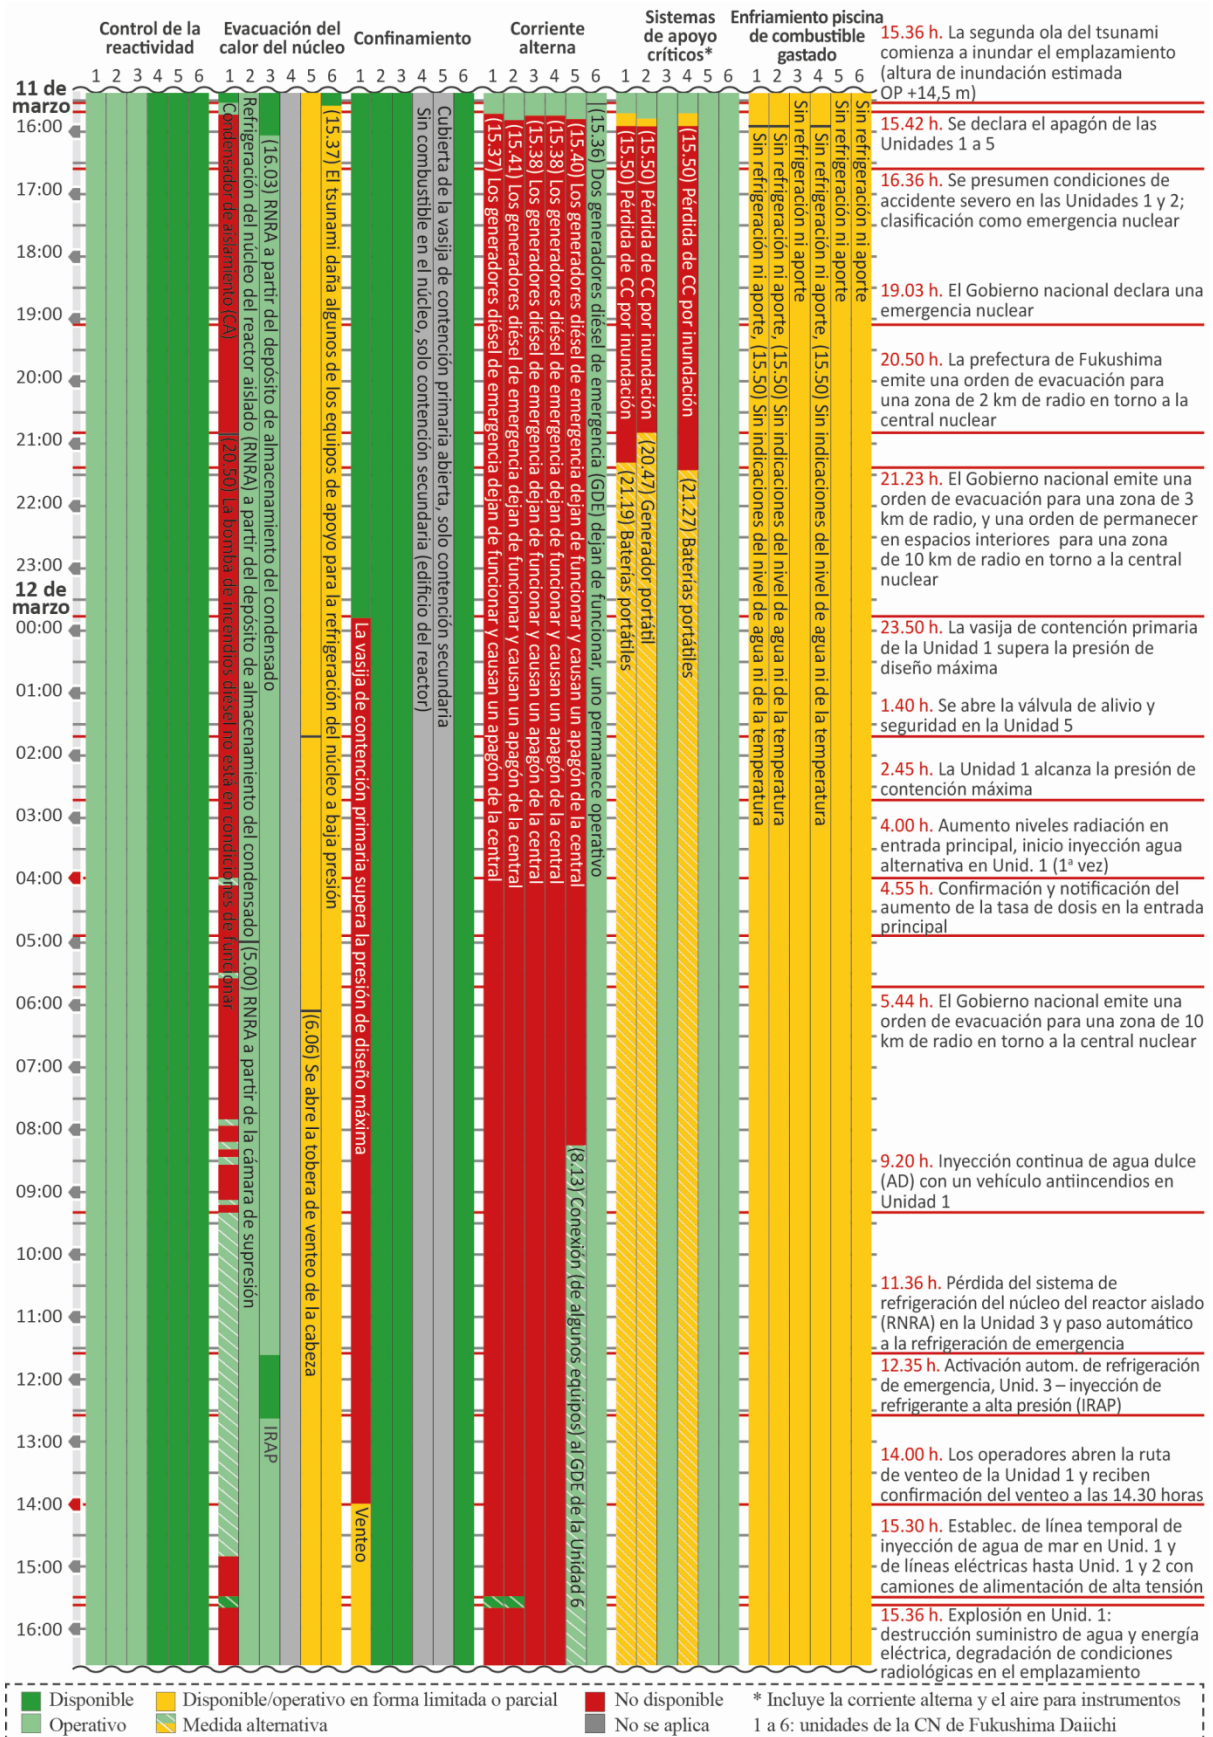 Control de la
reactividad
Evacuación del
calor del núcleo
Confinamiento
Corriente
alterna
Sistemas
de apoyo
críticos*
Enfriamiento piscina
de combustible
gastado
1 2 3 4 5 6
1 2 3 4 5 6
1 2 3 4 5 6
1 2 3 4 5 6
1 2 3 4 5 6
1 2 3 4 5 6
11 de
marzo
16:00
17:00
18:00
19:00
20:00
21:00
22:00
23:00
12 de
marzo
00:00
01:00
02:00
03:00
04:00
05:00
06:00
07:00
08:00
09:00
10:00
11:00
12:00
13:00
14:00
15:00
16:00
Condensador de aislamiento (CA)
(20.50) La bomba de incendios diésel no está en condiciones de funcionar
Refrigeración del núcleo del reactor aislado (RNRA) a partir del depósito de almacenamiento del condensado
(5.00) RNRA a partir de la cámara de supresión
(16.03) RNRA a partir del depósito de almacenamiento del condensado
IRAP
(6.06) Se abre la tobera de venteo de la cabeza
(15.37) El tsunami daña algunos de los equipos de apoyo para la refrigeración del núcleo a baja presión
La vasija de contención primaria supera la presión de diseño máxima
Venteo
Sin combustible en el núcleo, solo contención secundaria (edificio del reactor)
Cubierta de la vasija de contención primaria abierta, solo contención secundaria
(15.37) Los generadores diésel de emergencia dejan de funcionar y causan un apagón de la central
(15.41) Los generadores diésel de emergencia dejan de funcionar y causan un apagón de la central
(15.38) Los generadores diésel de emergencia dejan de funcionar y causan un apagón de la central
(15.38) Los generadores diésel de emergencia dejan de funcionar y causan un apagón de la central
(15.40) Los generadores diésel de emergencia dejan de funcionar y causan un apagón de la central
(8.13) Conexión (de algunos equipos) al GDE de la Unidad 6
(15.36) Dos generadores diésel de emergencia (GDE) dejan de funcionar, uno permanece operativo
(15.50) Pérdida de CC por inundación
(21.19) Baterías portátiles
(15.50) Pérdida de CC por inundación
(20.47) Generador portátil
(15.50) Pérdida de CC por inundación
(21.27) Baterías portátiles
Sin refrigeración ni aporte, (15.50) Sin indicaciones del nivel de agua ni de la temperatura
Sin refrigeración ni aporte, (15.50) Sin indicaciones del nivel de agua ni de la temperatura
Sin refrigeración ni aporte
Sin refrigeración ni aporte, (15.50) Sin indicaciones del nivel de agua ni de la temperatura
Sin refrigeración ni aporte
Sin refrigeración ni aporte
15.36 h. La segunda ola del tsunami
comienza a inundar el emplazamiento
(altura de inundación estimada
OP +14,5 m)
15.42 h. Se declara el apagón de las
Unidades 1 a 5
16.36 h. Se presumen condiciones de
accidente severo en las Unidades 1 y 2;
clasificación como emergencia nuclear
19.03 h. El Gobierno nacional declara una
emergencia nuclear
20.50 h. La prefectura de Fukushima
emite una orden de evacuación para
una zona de 2 km de radio en torno a la
central nuclear
21.23 h. El Gobierno nacional emite una
orden de evacuación para una zona de 3
km de radio, y una orden de permanecer
en espacios interiores para una zona
de 10 km de radio en torno a la central
nuclear
23.50 h. La vasija de contención primaria
de la Unidad 1 supera la presión de
diseño máxima
1.40 h. Se abre la válvula de alivio y
seguridad en la Unidad 5
2.45 h. La Unidad 1 alcanza la presión de
contención máxima
4.00 h. Aumento niveles radiación en
entrada principal, inicio inyección agua
alternativa en Unid. 1 (1ª vez)
4.55 h. Confirmación y notificación del
aumento de la tasa de dosis en la entrada
principal
5.44 h. El Gobierno nacional emite una
orden de evacuación para una zona de 10
km de radio en torno a la central nuclear
9.20 h. Inyección continua de agua dulce
(AD) con un vehículo antiincendios en
Unidad 1
11.36 h. Pérdida del sistema de
refrigeración del núcleo del reactor aislado
(RNRA) en la Unidad 3 y paso automático
a la refrigeración de emergencia
12.35 h. Activación autom. de refrigeración
de emergencia, Unid. 3 – inyección de
refrigerante a alta presión (IRAP)
14.00 h. Los operadores abren la ruta
de venteo de la Unidad 1 y reciben
confirmación del venteo a las 14.30 horas
15.30 h. Establec. de línea temporal de
inyección de agua de mar en Unid. 1 y
de líneas eléctricas hasta Unid. 1 y 2 con
camiones de alimentación de alta tensión
15.36 h. Explosión en Unid. 1:
destrucción suministro de agua y energía
eléctrica, degradación de condiciones
radiológicas en el emplazamiento
Disponible
Disponible/operativo en forma limitada o parcial
No disponible
* Incluye la corriente alterna y el aire para instrumentos
Operativo
Medida alternativa
No se aplica
1 a 6: unidades de la CN de Fukushima Daiichi